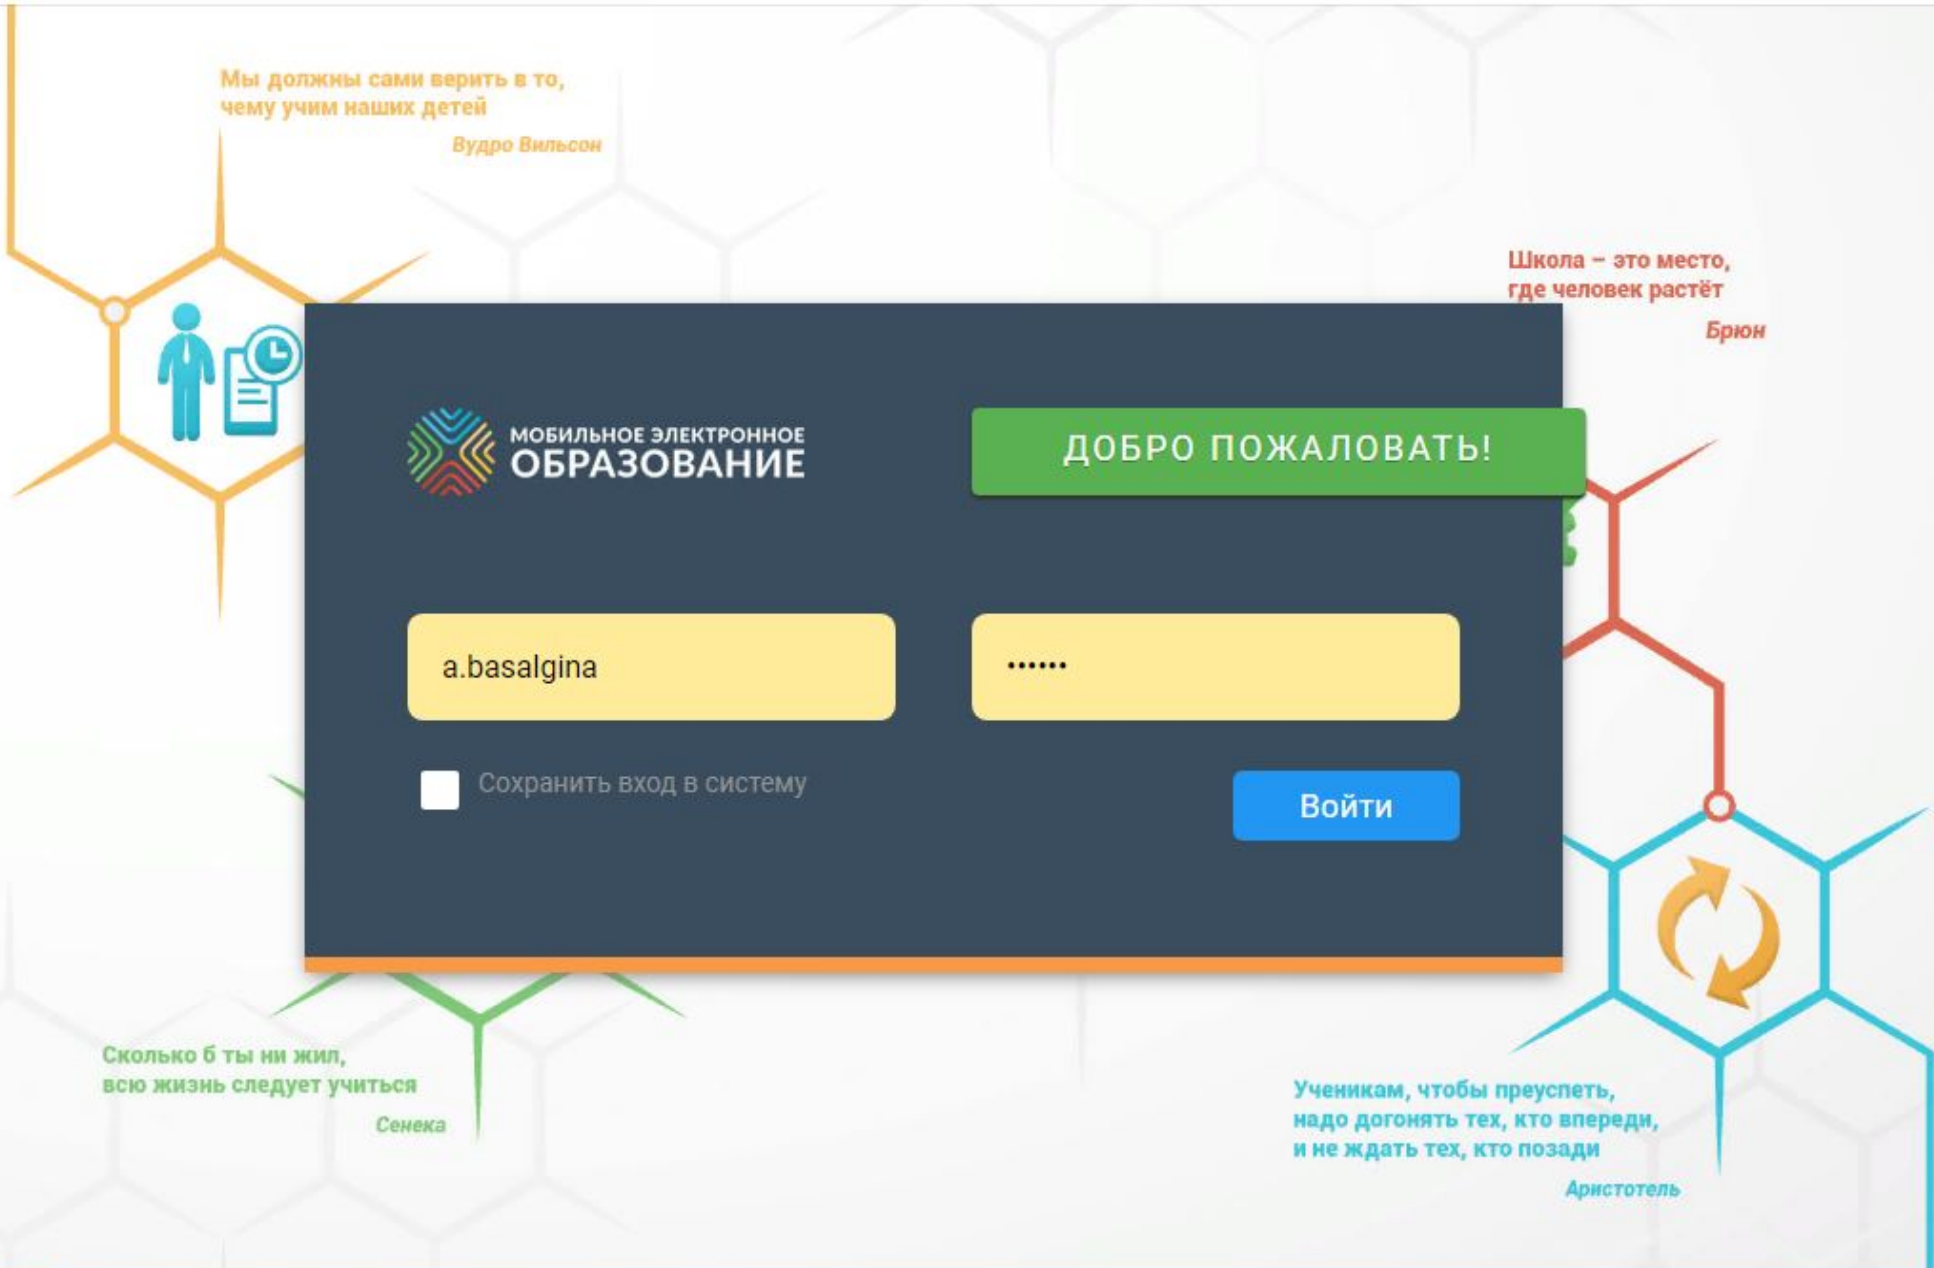 Мы должны сами верить в то,
чему учим наших детей
Вудро Вильсон
Школа – это место,
где человек растёт
Брюн
МОБИЛЬНОЕ ЭЛЕКТРОННОЕ
ОБРАЗОВАНИЕ
ДОБРО ПОЖАЛОВАТЬ!
a.basalgina
••••••
Сохранить вход в систему
Войти
Сколько б ты ни жил,
всю жизнь следует учиться
Сенека
Ученикам, чтобы преуспеть,
надо догонять тех, кто впереди,
и не ждать тех, кто позади
Аристотель